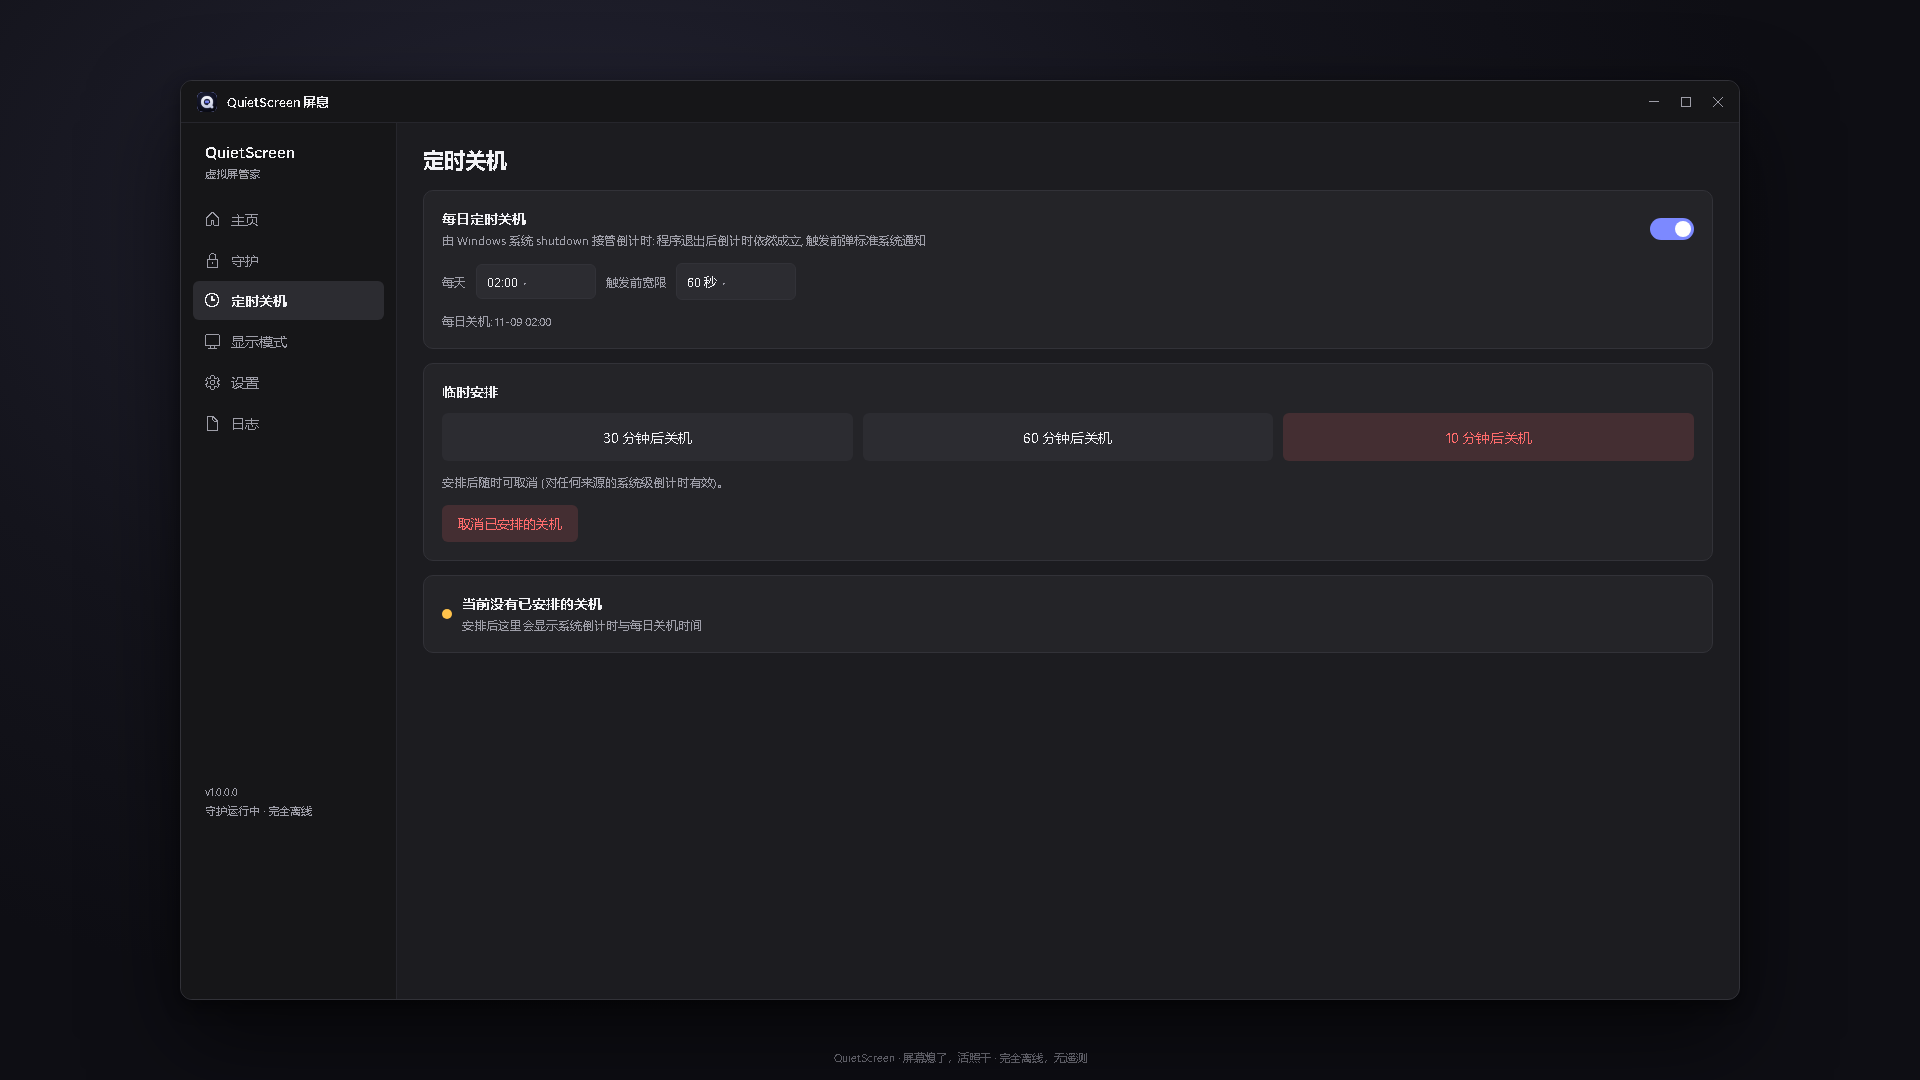 QuietScreen 屏息
QuietScreen
虚拟屏管家
主页
守护
定时关机
显示模式
设置
日志
v1.0.0.0
守护运行中 · 完全离线
定时关机
每日定时关机
由 Windows 系统 shutdown 接管倒计时: 程序退出后倒计时依然成立, 触发前弹标准系统通知
每天 02:00 · 触发前宽限 60 秒 ·
每日关机: 11-09 02:00
临时安排
30 分钟后关机 60 分钟后关机 10 分钟后关机
安排后随时可取消 (对任何来源的系统级倒计时有效)。
取消已安排的关机
当前没有已安排的关机
安排后这里会显示系统倒计时与每日关机时间
QuietScreen · 屏幕熄了，活照干 · 完全离线，无遥测